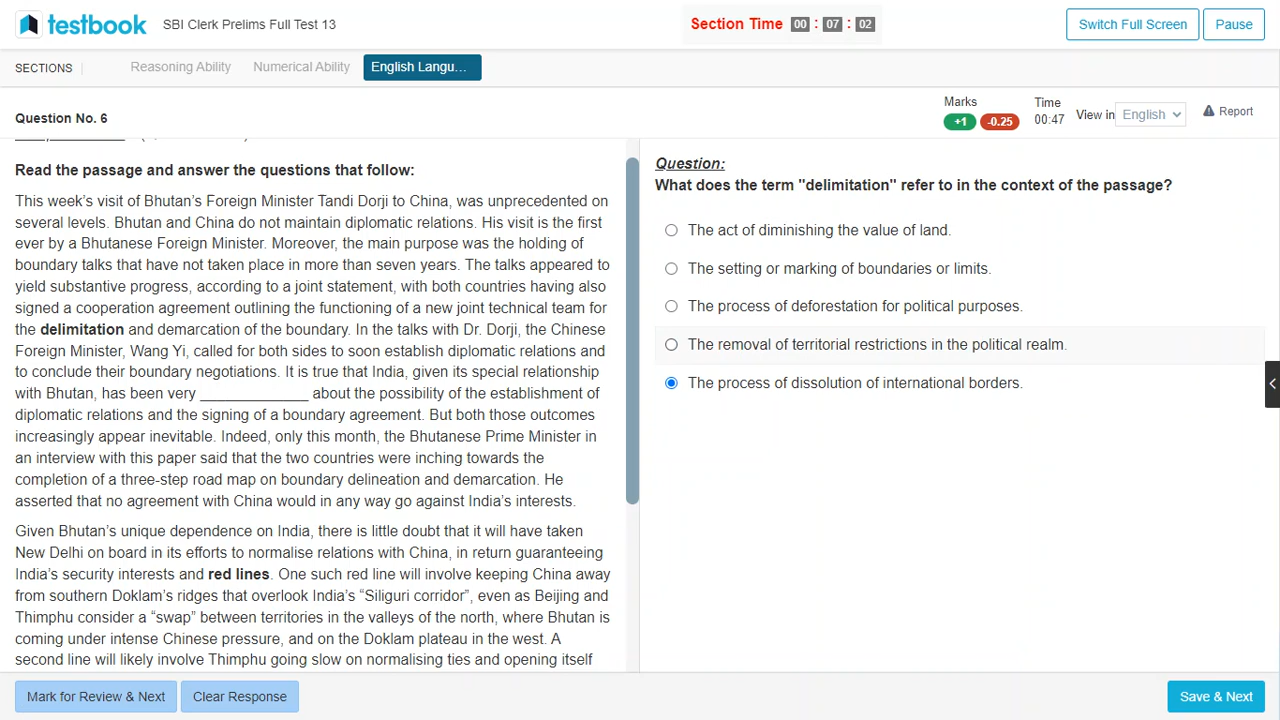 testbook
SBI Clerk Prelims Full Test 13
Section Time 00 : 07 : 02
Switch Full Screen
Pause
SECTIONS
Reasoning Ability
Numerical Ability
English Langu...
Question No. 6
Marks
+1
-0.25
Time
00:47
View in
English
Report
Read the passage and answer the questions that follow:
This week's visit of Bhutan's Foreign Minister Tandi Dorji to China, was unprecedented on
several levels. Bhutan and China do not maintain diplomatic relations. His visit is the first
ever by a Bhutanese Foreign Minister. Moreover, the main purpose was the holding of
boundary talks that have not taken place in more than seven years. The talks appeared to
yield substantive progress, according to a joint statement, with both countries having also
signed a cooperation agreement outlining the functioning of a new joint technical team for
the delimitation and demarcation of the boundary. In the talks with Dr. Dorji, the Chinese
Foreign Minister, Wang Yi, called for both sides to soon establish diplomatic relations and
to conclude their boundary negotiations. It is true that India, given its special relationship
with Bhutan, has been very ______________ about the possibility of the establishment of
diplomatic relations and the signing of a boundary agreement. But both those outcomes
increasingly appear inevitable. Indeed, only this month, the Bhutanese Prime Minister in
an interview with this paper said that the two countries were inching towards the
completion of a three-step road map on boundary delineation and demarcation. He
asserted that no agreement with China would in any way go against India's interests.
Given Bhutan's unique dependence on India, there is little doubt that it will have taken
New Delhi on board in its efforts to normalise relations with China, in return guaranteeing
India's security interests and red lines. One such red line will involve keeping China away
from southern Doklam's ridges that overlook India's “Siliguri corridor”, even as Beijing and
Thimphu consider a “swap” between territories in the valleys of the north, where Bhutan is
coming under intense Chinese pressure, and on the Doklam plateau in the west. A
second line will likely involve Thimphu going slow on normalising ties and opening itself
Question:
What does the term "delimitation" refer to in the context of the passage?
The act of diminishing the value of land.
The setting or marking of boundaries or limits.
The process of deforestation for political purposes.
The removal of territorial restrictions in the political realm.
The process of dissolution of international borders.
Mark for Review & Next
Clear Response
Save & Next